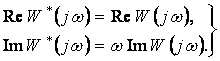 Re W *(jω) = Re W(jω),
Im W *(jω) = ω Im W(jω). }